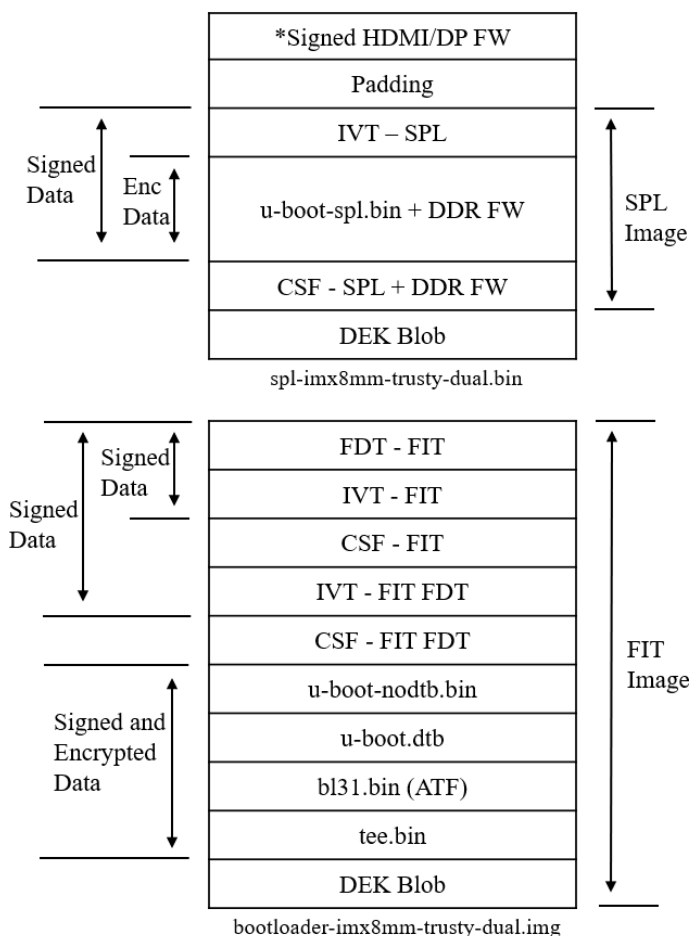 *Signed HDMI/DP FW
Padding
IVT – SPL
Signed
Data
Enc
Data
u-boot-spl.bin + DDR FW
SPL
Image
CSF - SPL + DDR FW
DEK Blob
spl-imx8mm-trusty-dual.bin
FDT - FIT
Signed
Data
IVT - FIT
Signed
Data
CSF - FIT
IVT - FIT FDT
CSF - FIT FDT
FIT
Image
u-boot-nodtb.bin
Signed and
Encrypted
Data
u-boot.dtb
bl31.bin (ATF)
tee.bin
DEK Blob
bootloader-imx8mm-trusty-dual.img